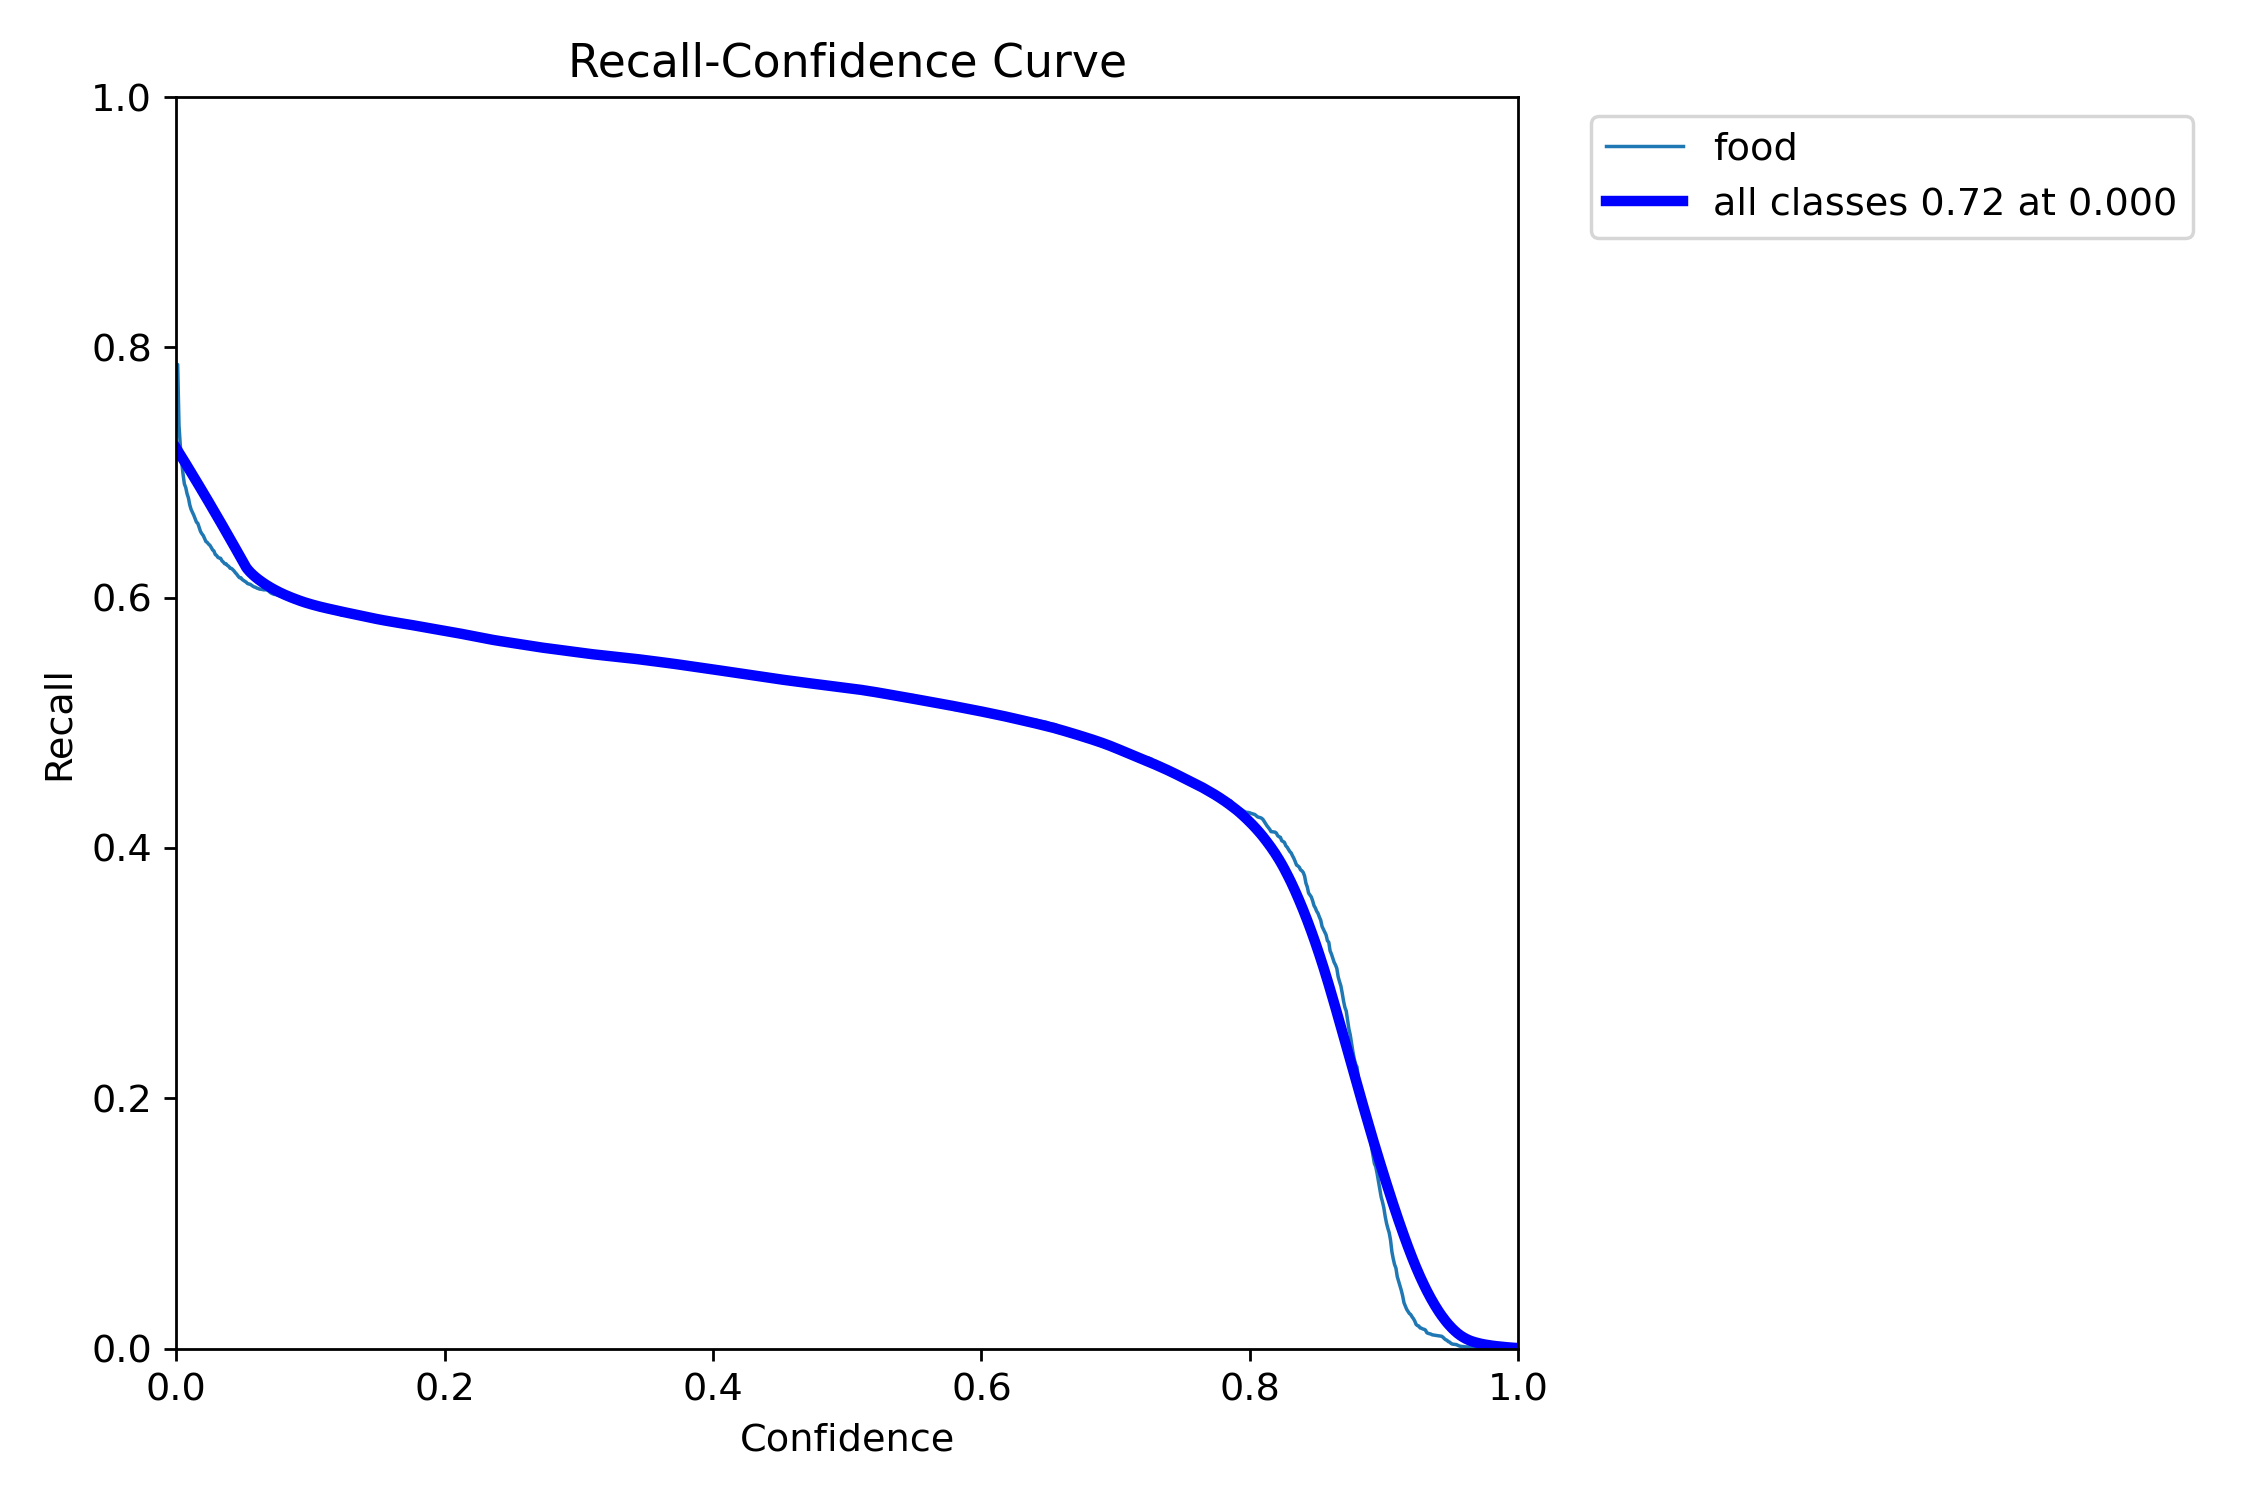 Recall-Confidence Curve
1.0
0.8
0.6
0.4
0.2
0.0
Recall
0.0 0.2 0.4 0.6 0.8 1.0
Confidence
food
all classes 0.72 at 0.000